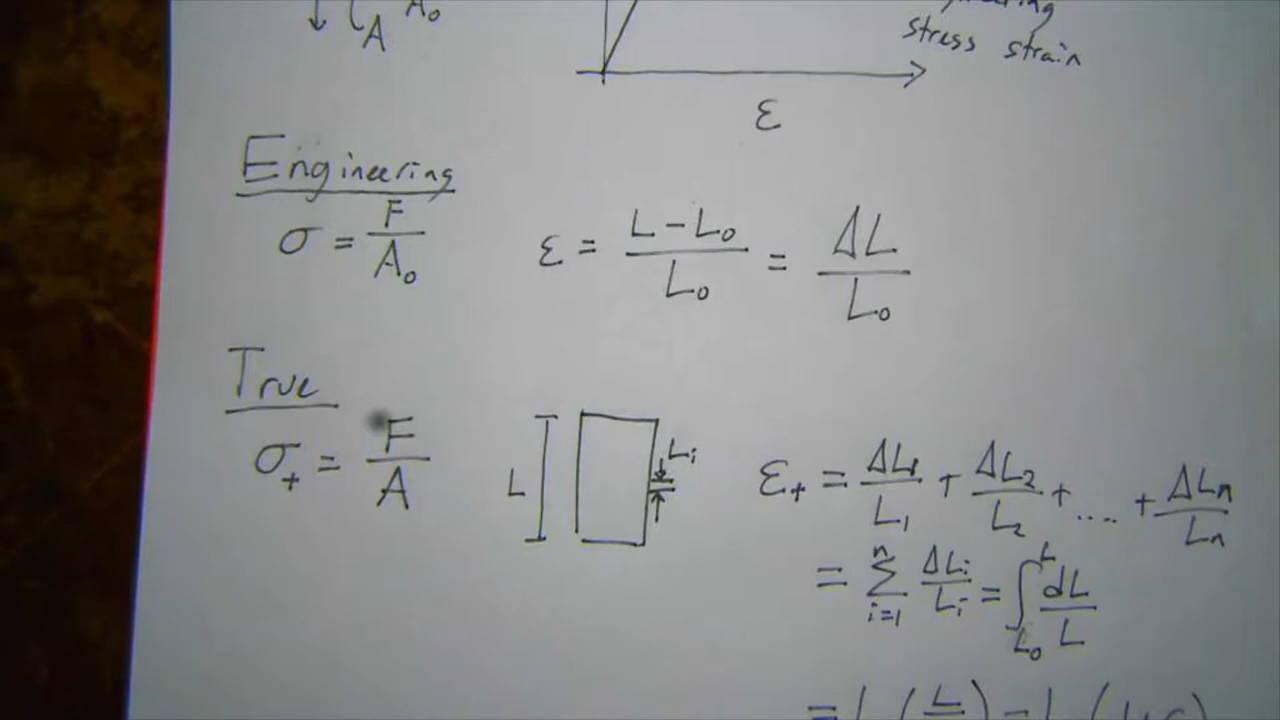 A A₀
stress strain
ε
Engineering
σ = F/A₀
ε = (L - L₀)/L₀ = ΔL/L₀
True
σₜ = F/A
L
Lᵢ
εₜ = ΔL₁/L₁ + ΔL₂/L₂ + .... + ΔLₙ/Lₙ
= Σᵢ₌₁ⁿ ΔLᵢ/Lᵢ = ∫_L₀^L dL/L